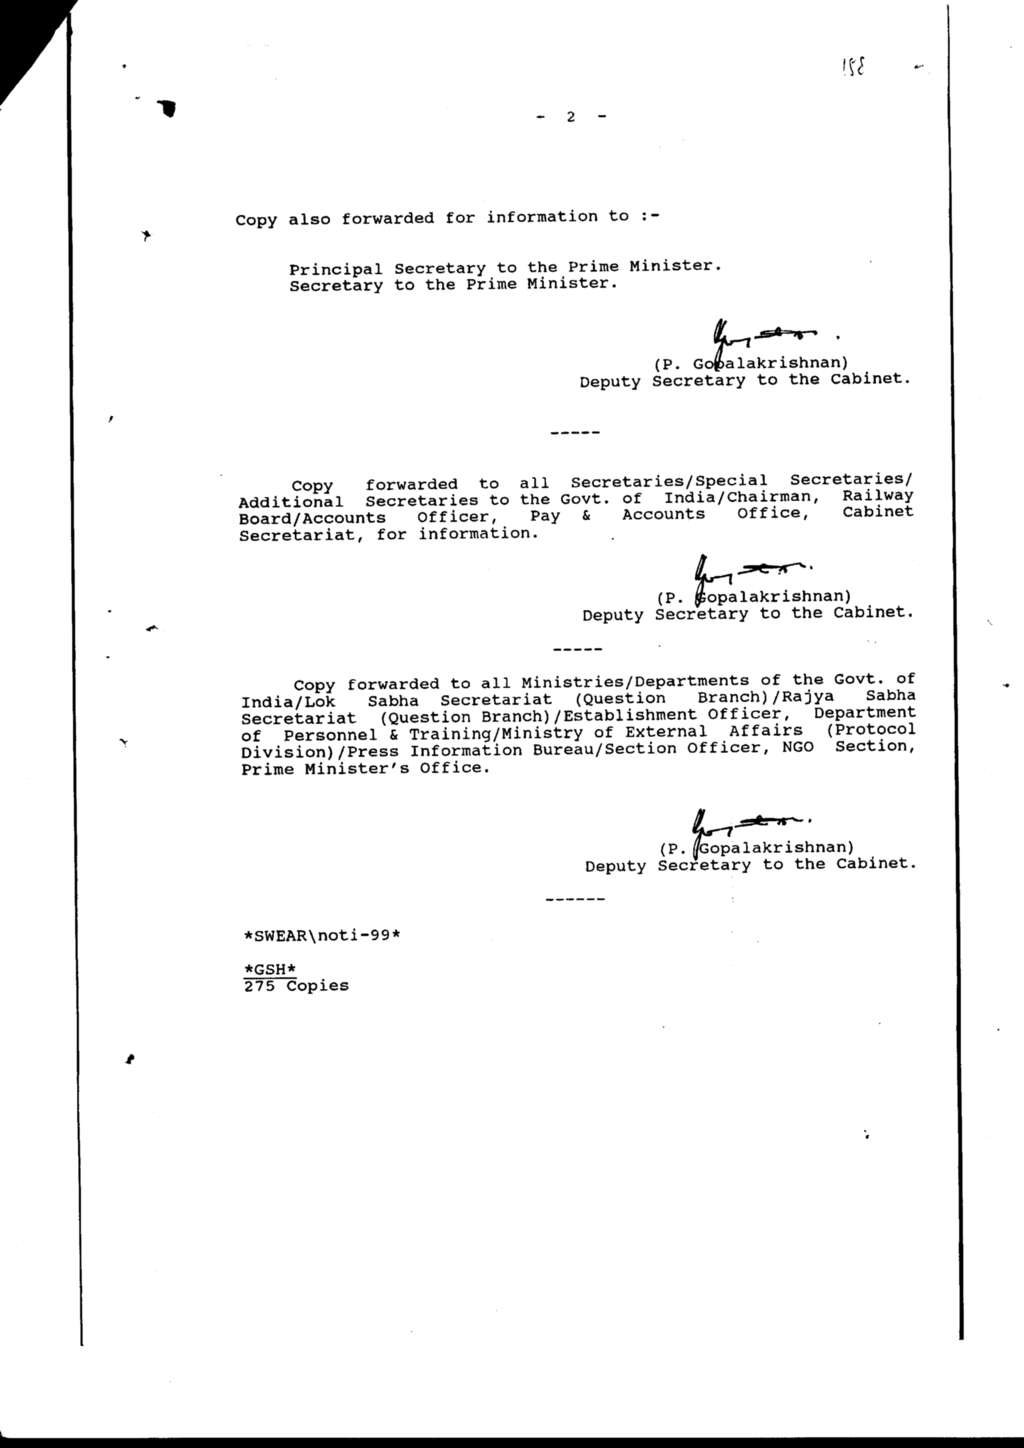 - 2 -
Copy also forwarded for information to :-
Principal Secretary to the Prime Minister.
Secretary to the Prime Minister.
(P. Gopalakrishnan)
Deputy Secretary to the Cabinet.
-----
Copy forwarded to all Secretaries/Special Secretaries/
Additional Secretaries to the Govt. of India/Chairman, Railway
Board/Accounts Officer, Pay & Accounts Office, Cabinet
Secretariat, for information.
(P. Gopalakrishnan)
Deputy Secretary to the Cabinet.
-----
Copy forwarded to all Ministries/Departments of the Govt. of
India/Lok Sabha Secretariat (Question Branch)/Rajya Sabha
Secretariat (Question Branch)/Establishment Officer, Department
of Personnel & Training/Ministry of External Affairs (Protocol
Division)/Press Information Bureau/Section Officer, NGO Section,
Prime Minister's Office.
(P. Gopalakrishnan)
Deputy Secretary to the Cabinet.
------
*SWEAR\noti-99*
*GSH*
275 Copies